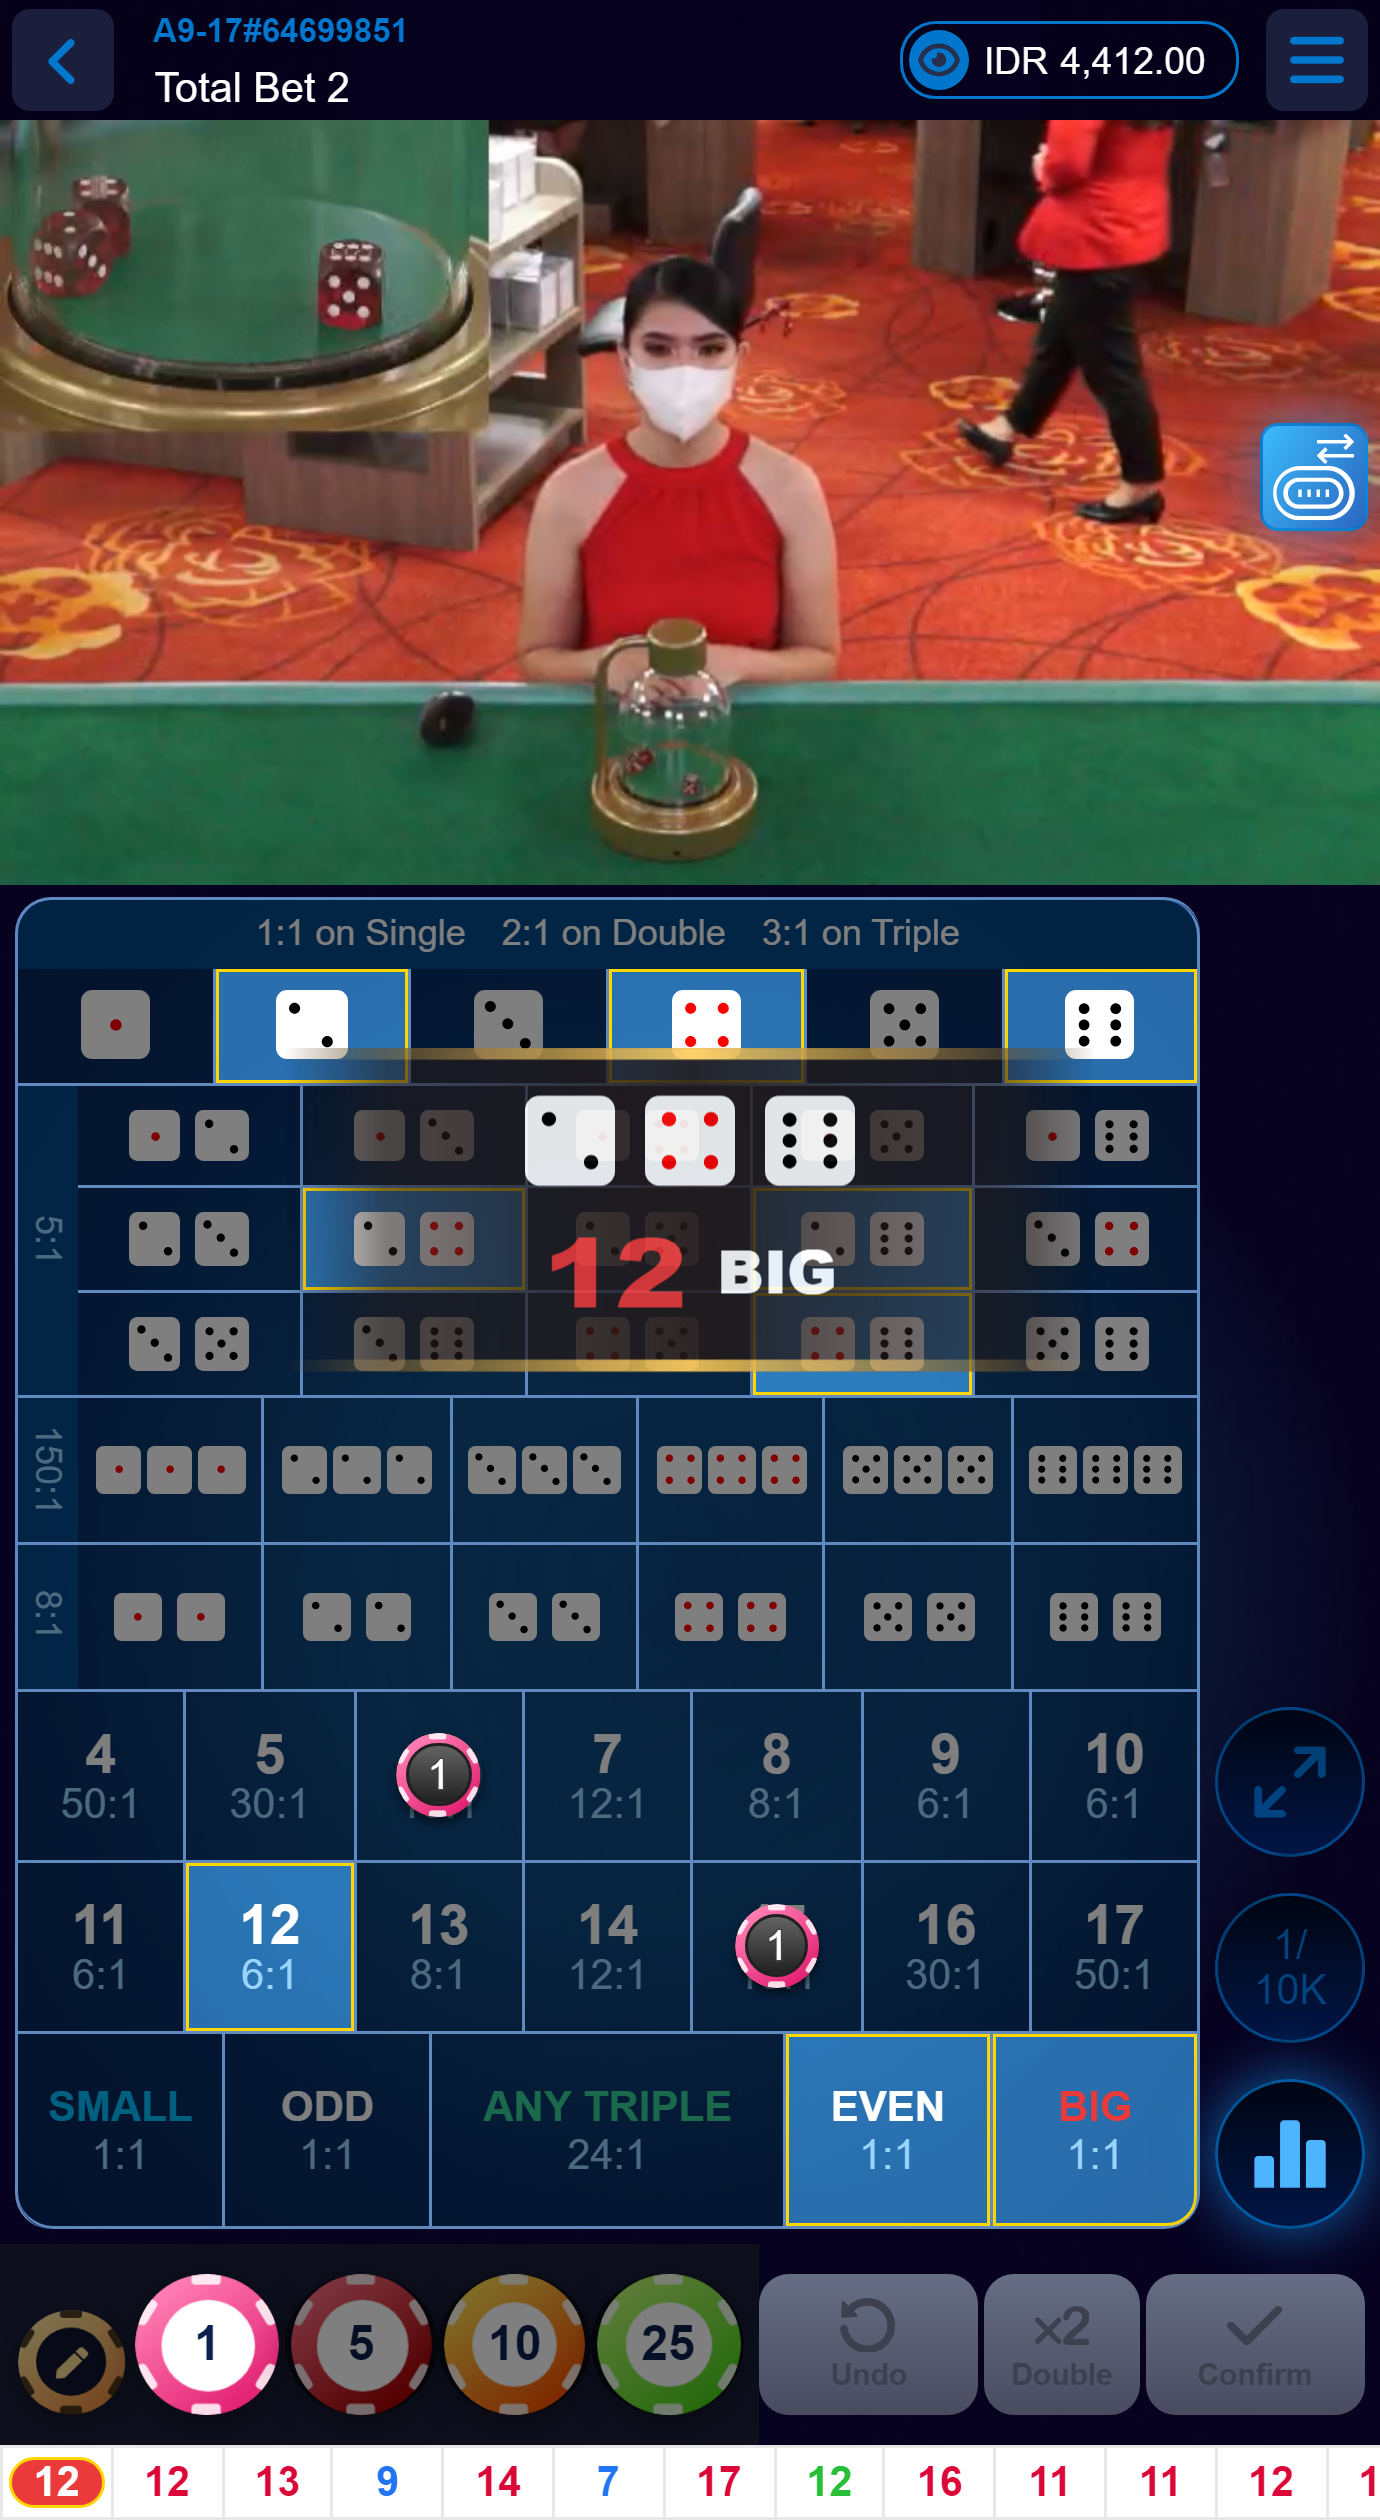 A9-17#64699851
Total Bet 2
IDR 4,412.00
1:1 on Single 2:1 on Double 3:1 on Triple
5:1
12 BIG
150:1
8:1
4 5 1 7 8 9 10
50:1 30:1 12:1 8:1 6:1 6:1
11 12 13 14 1 16 17
6:1 6:1 8:1 12:1 30:1 50:1
1/
10K
SMALL ODD ANY TRIPLE EVEN BIG
1:1 1:1 24:1 1:1 1:1
1 5 10 25
x2
Undo Double Confirm
12 12 13 9 14 7 17 12 16 11 11 12